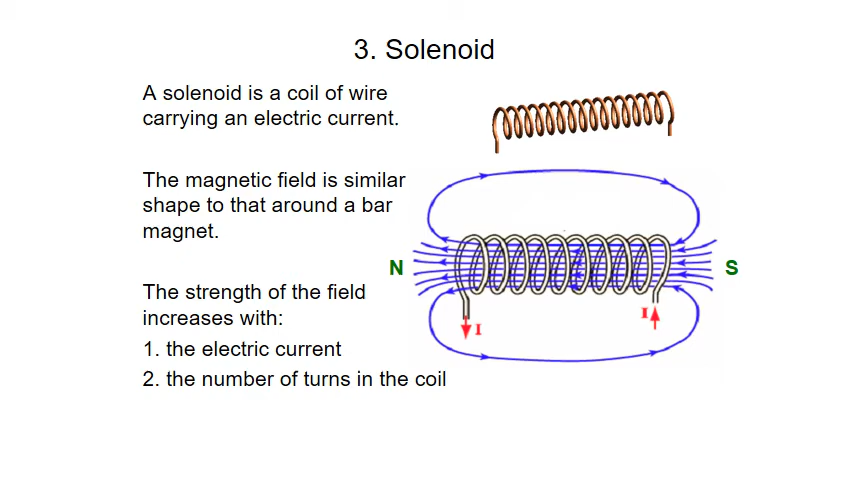 3. Solenoid
A solenoid is a coil of wire
carrying an electric current.
The magnetic field is similar
shape to that around a bar
magnet.
N
S
The strength of the field
increases with:
I
I
1. the electric current
2. the number of turns in the coil